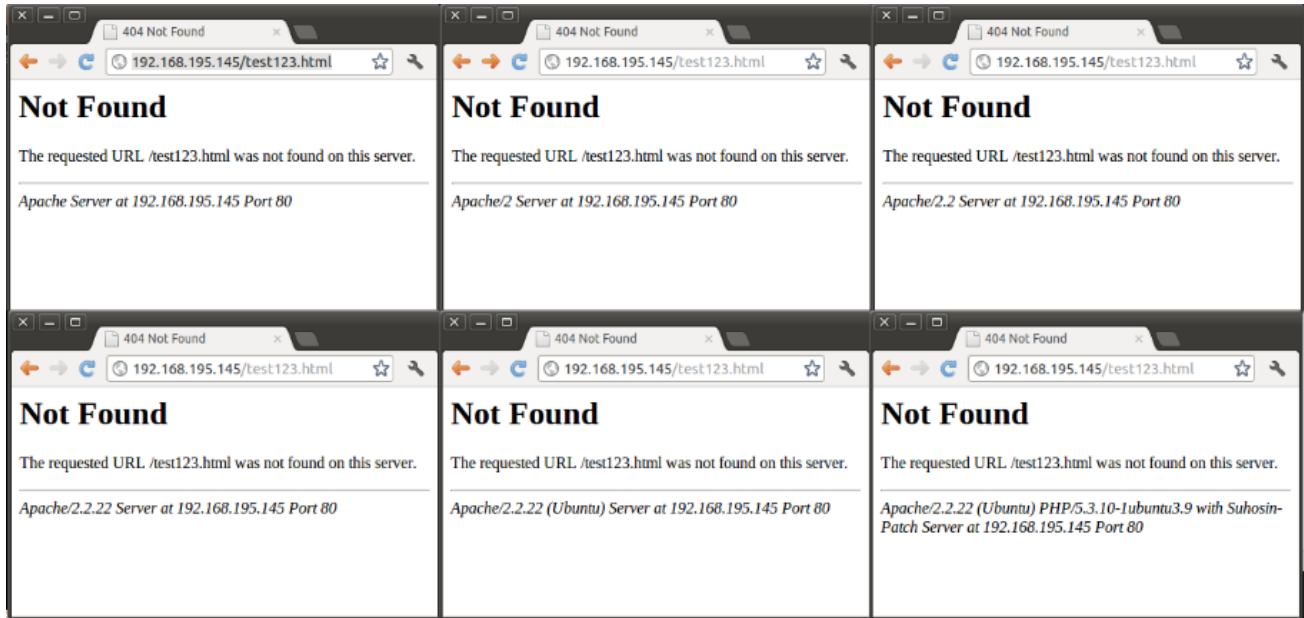 404 Not Found
192.168.195.145/test123.html
Not Found
The requested URL /test123.html was not found on this server.
Apache Server at 192.168.195.145 Port 80
404 Not Found
192.168.195.145/test123.html
Not Found
The requested URL /test123.html was not found on this server.
Apache/2 Server at 192.168.195.145 Port 80
404 Not Found
192.168.195.145/test123.html
Not Found
The requested URL /test123.html was not found on this server.
Apache/2.2 Server at 192.168.195.145 Port 80
404 Not Found
192.168.195.145/test123.html
Not Found
The requested URL /test123.html was not found on this server.
Apache/2.2.22 Server at 192.168.195.145 Port 80
404 Not Found
192.168.195.145/test123.html
Not Found
The requested URL /test123.html was not found on this server.
Apache/2.2.22 (Ubuntu) Server at 192.168.195.145 Port 80
404 Not Found
192.168.195.145/test123.html
Not Found
The requested URL /test123.html was not found on this server.
Apache/2.2.22 (Ubuntu) PHP/5.3.10-1ubuntu3.9 with Suhosin-
Patch Server at 192.168.195.145 Port 80